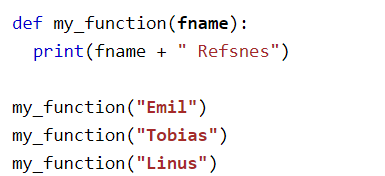 def my_function(fname):
  print(fname + " Refsnes")

my_function("Emil")
my_function("Tobias")
my_function("Linus")